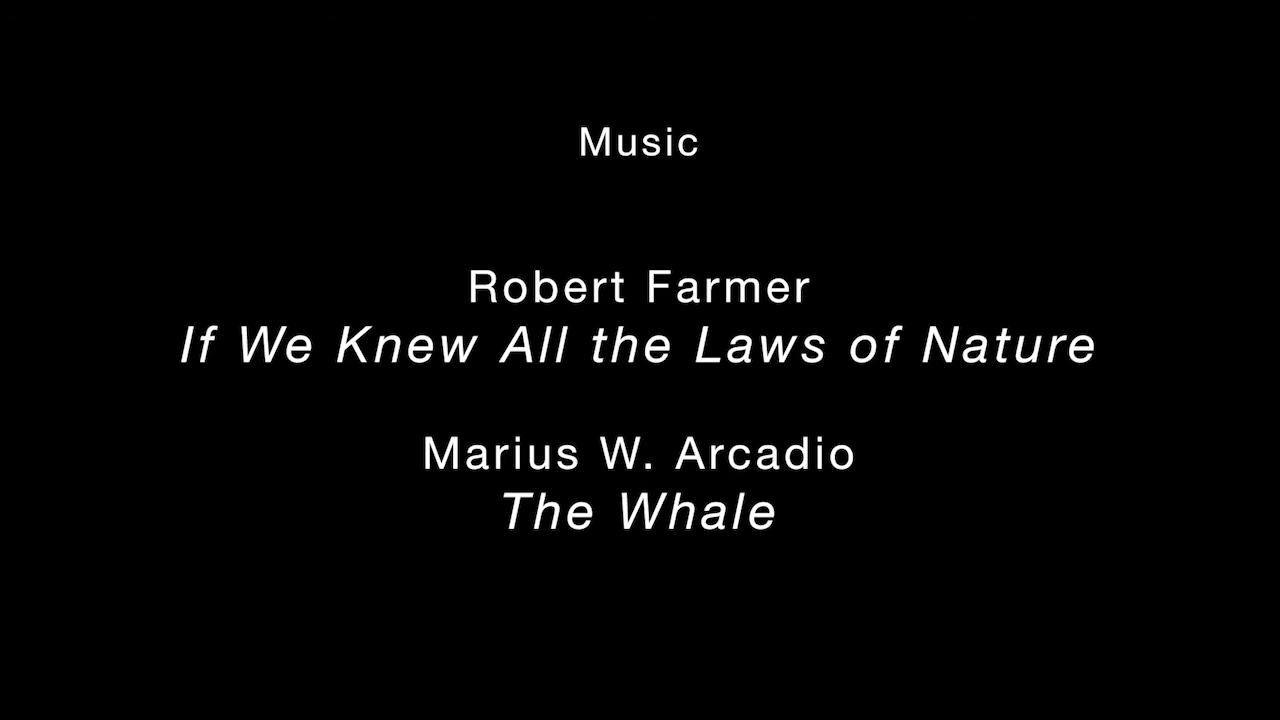 Music
Robert Farmer
If We Knew All the Laws of Nature
Marius W. Arcadio
The Whale